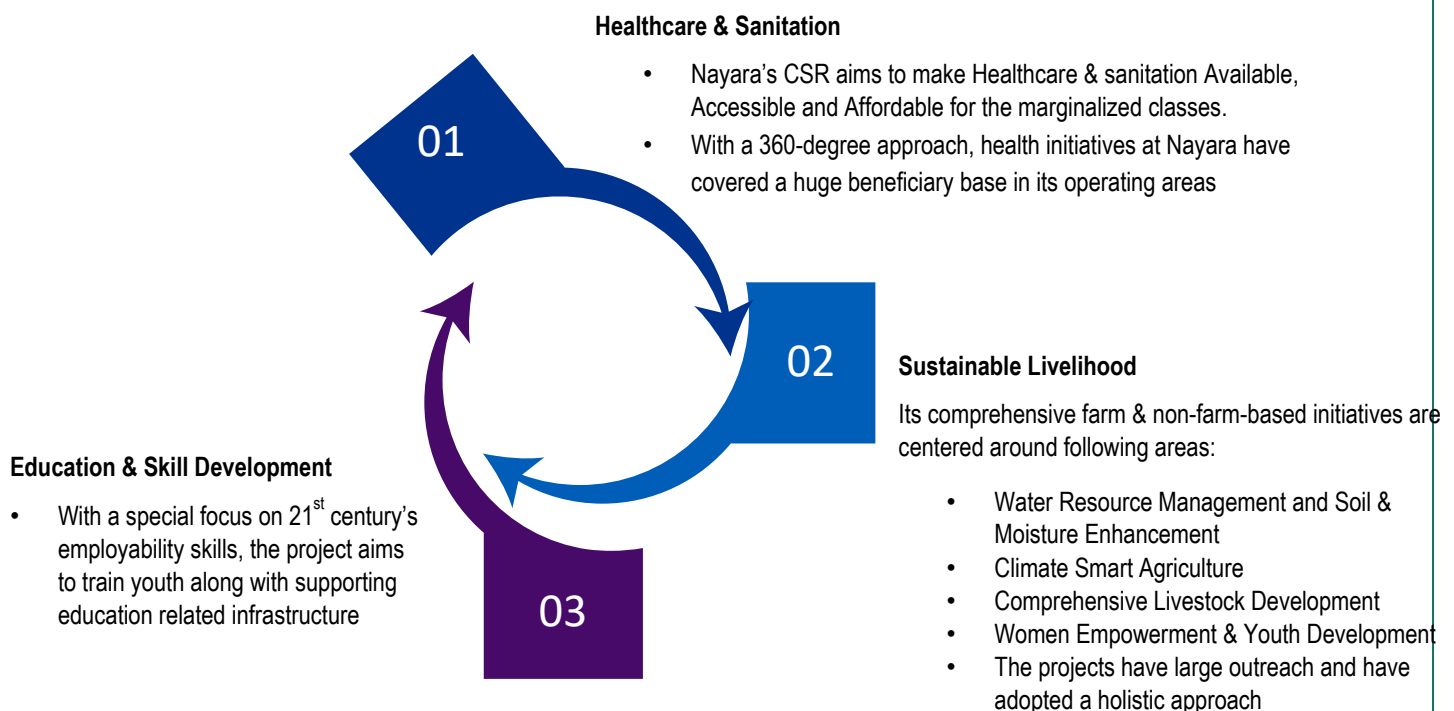 Healthcare & Sanitation
• Nayara's CSR aims to make Healthcare & sanitation Available,
Accessible and Affordable for the marginalized classes.
• With a 360-degree approach, health initiatives at Nayara have
covered a huge beneficiary base in its operating areas
01
02
Sustainable Livelihood
Its comprehensive farm & non-farm-based initiatives are
centered around following areas:
• Water Resource Management and Soil &
Moisture Enhancement
• Climate Smart Agriculture
• Comprehensive Livestock Development
• Women Empowerment & Youth Development
• The projects have large outreach and have
adopted a holistic approach
Education & Skill Development
• With a special focus on 21st century's
employability skills, the project aims
to train youth along with supporting
education related infrastructure
03